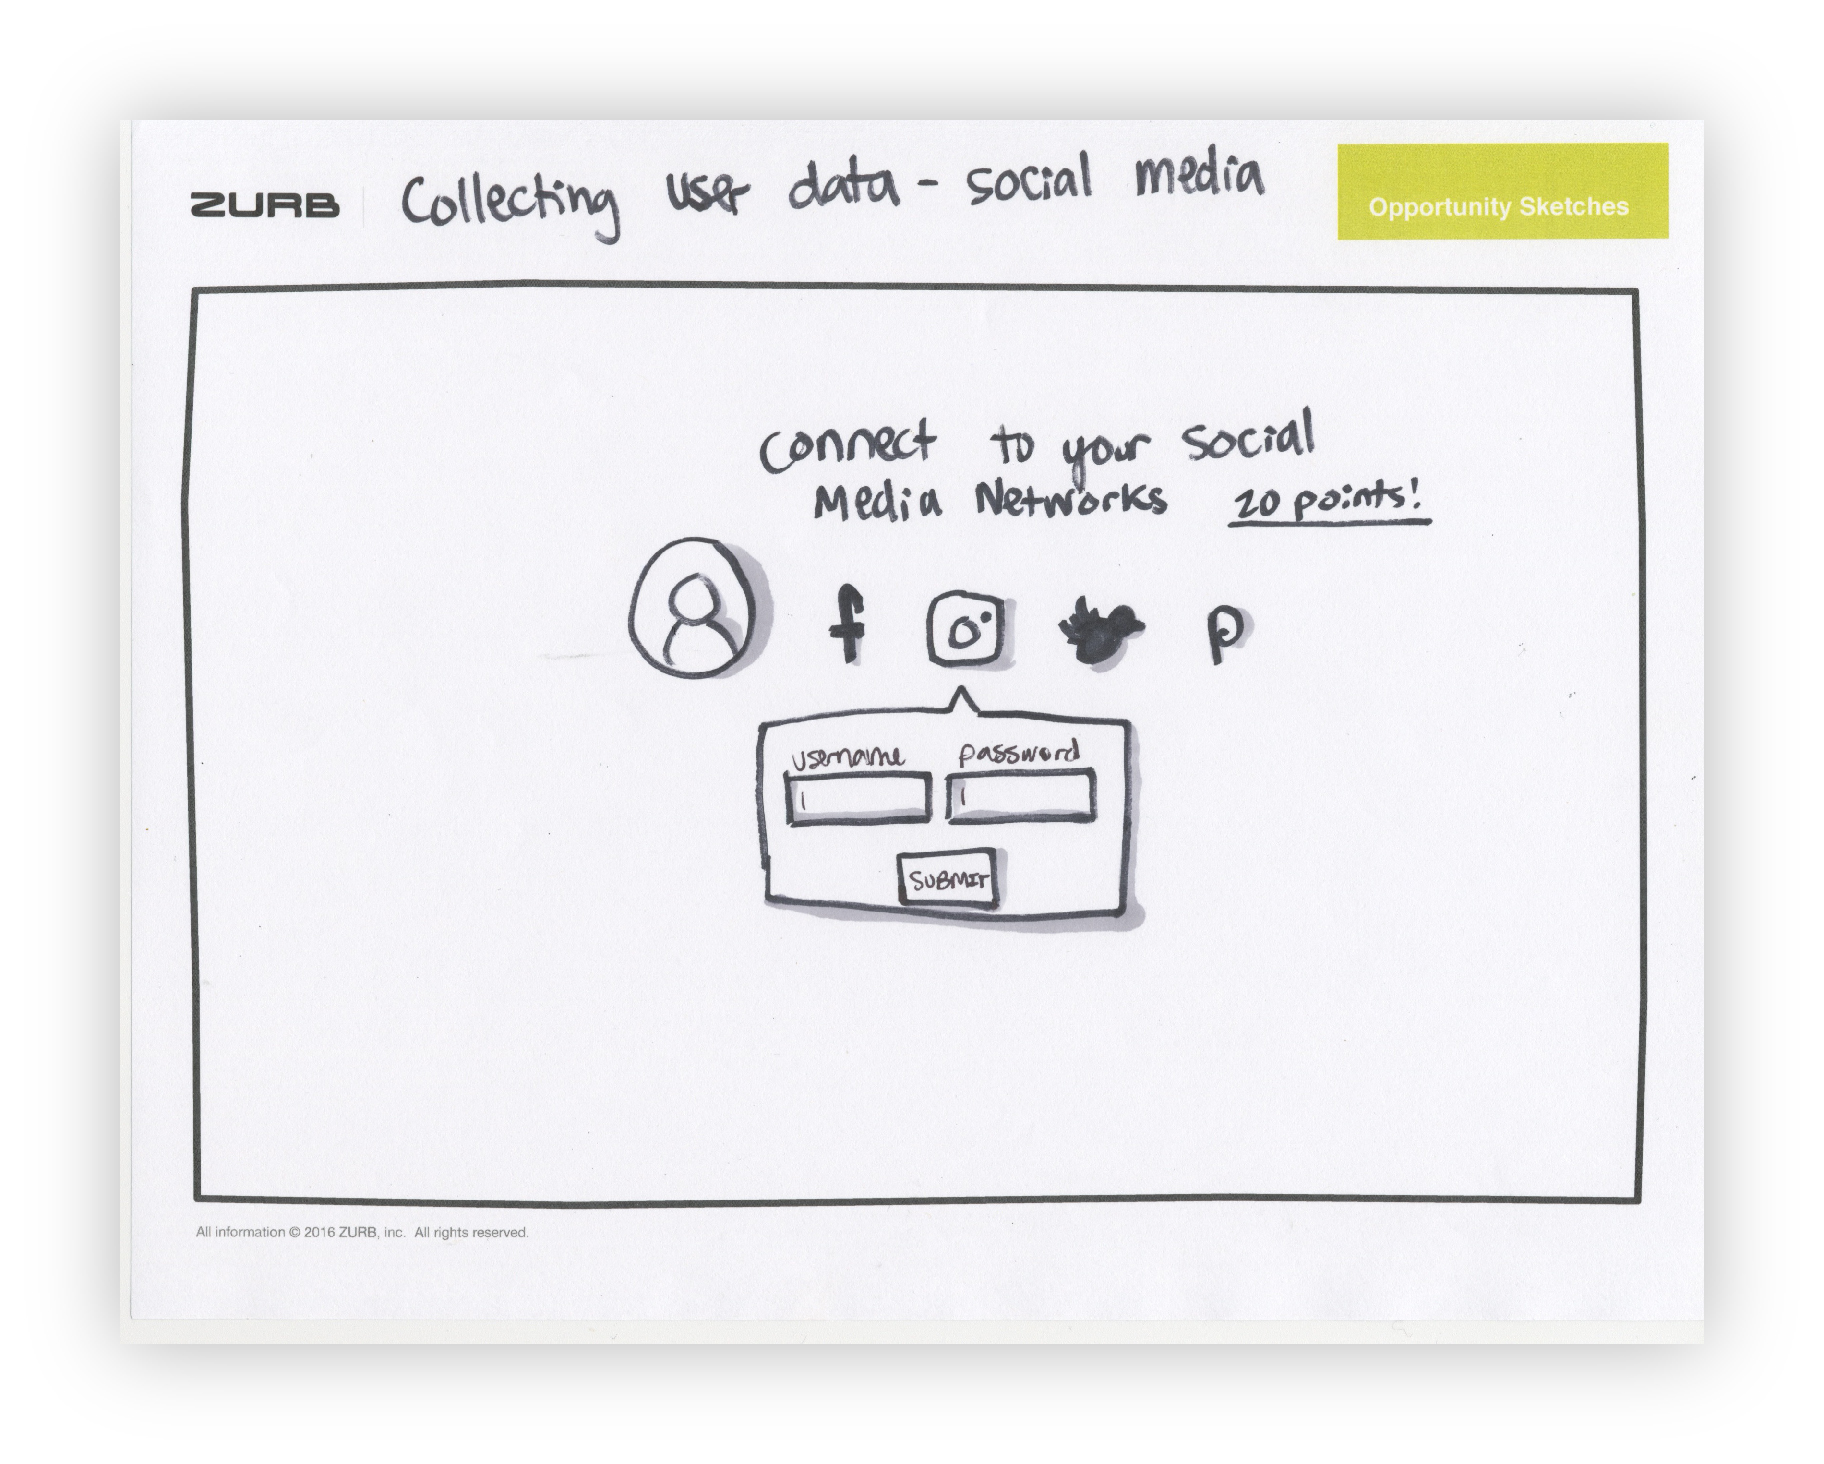 ZURB
Collecting user data - social media
Opportunity Sketches
Connect to your Social
Media Networks 20 points!
f
p
username password
SUBMIT
All information © 2016 ZURB, inc. All rights reserved.